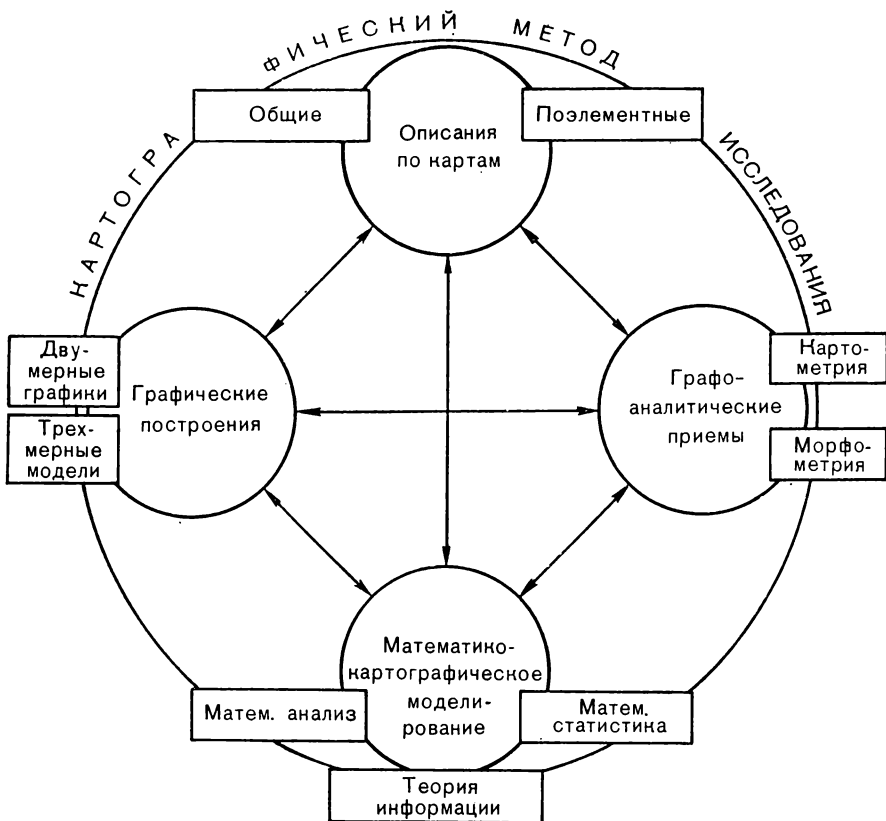 КАРТОГРАФИЧЕСКИЙ МЕТОД ИССЛЕДОВАНИЯ
Общие
Описания
по картам
Поэлементные
Дву-
мерные
графики
Трех-
мерные
модели
Графические
построения
Графо-
аналитические
приемы
Карто-
метрия
Морфо-
метрия
Математико-
картографическое
модели-
рование
Матем. анализ
Матем.
статистика
Теория
информации